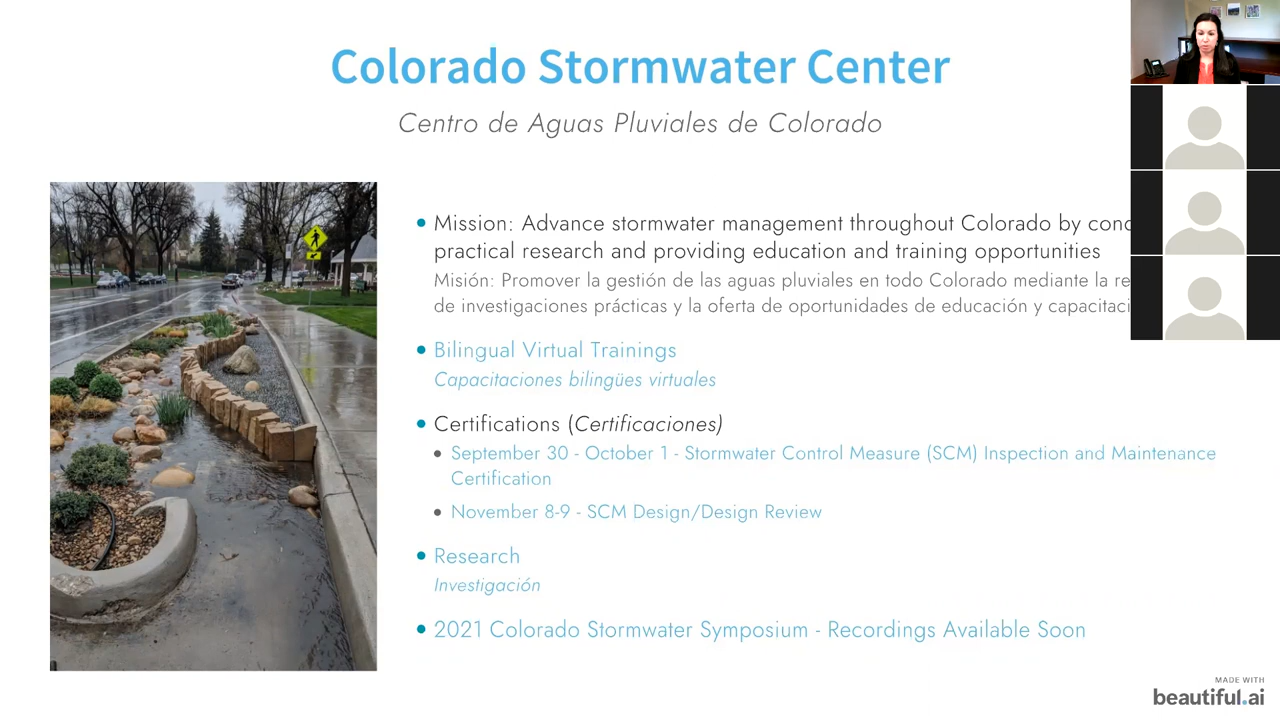 Colorado Stormwater Center
Centro de Aguas Pluviales de Colorado
Mission: Advance stormwater management throughout Colorado by
practical research and providing education and training opportunities
Misión: Promover la gestión de las aguas pluviales en todo Colorado mediante la
de investigaciones prácticas y la oferta de oportunidades de educación y
Bilingual Virtual Trainings
Capacitaciones bilingües virtuales
Certifications (Certificaciones)
September 30 - October 1 - Stormwater Control Measure (SCM) Inspection and Maintenance
Certification
November 8-9 - SCM Design/Design Review
Research
Investigación
2021 Colorado Stormwater Symposium - Recordings Available Soon
MADE WITH
beautiful.ai